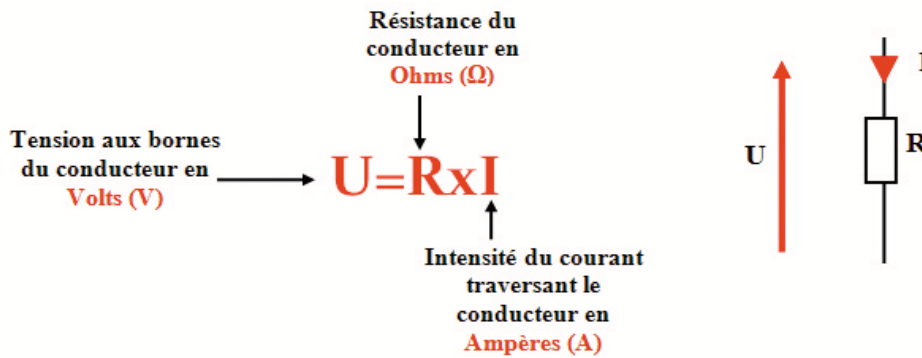 Résistance du
conducteur en
Ohms (Ω)
Tension aux bornes
du conducteur en
Volts (V)
U=RxI
Intensité du courant
traversant le
conducteur en
Ampères (A)
U
R